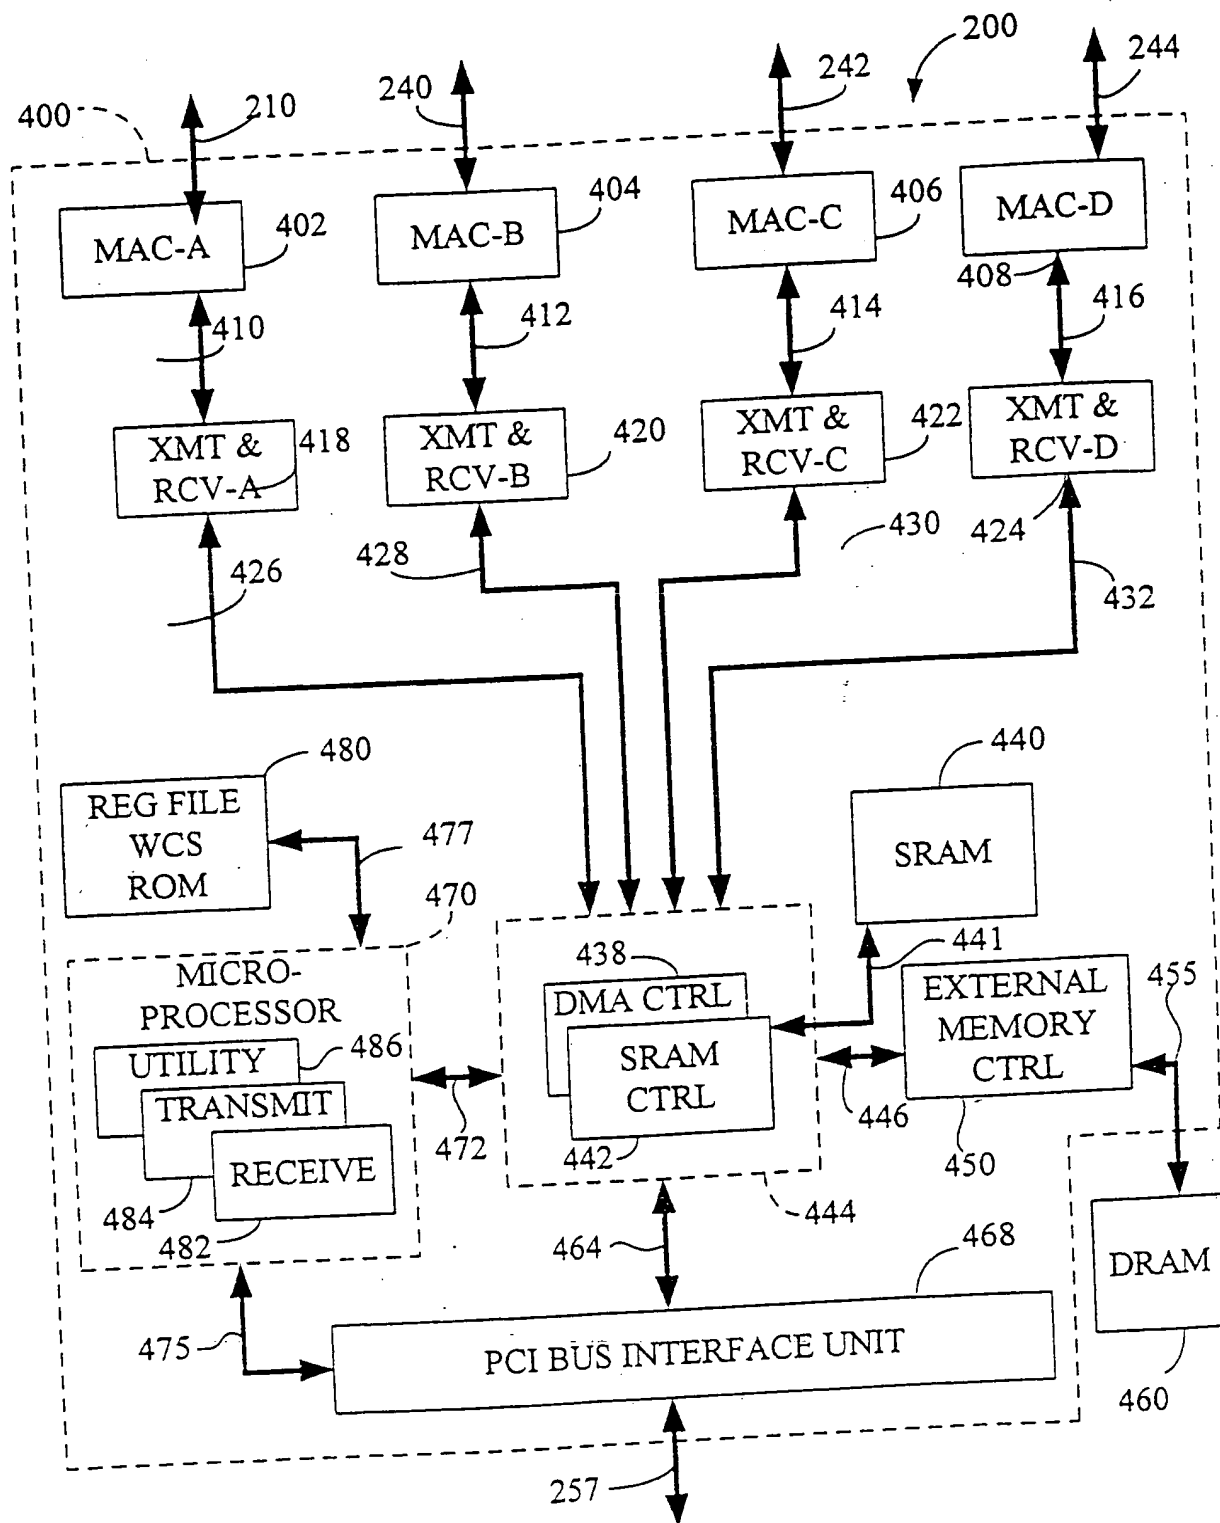 200
210
240
242
244
400
MAC-A
402
MAC-B
404
MAC-C
406
MAC-D
408
410
412
414
416
XMT &
RCV-A
418
XMT &
RCV-B
420
XMT &
RCV-C
422
XMT &
RCV-D
424
426
428
430
432
480
REG FILE
WCS
ROM
477
470
440
SRAM
441
MICRO-
PROCESSOR
UTILITY
486
TRANSMIT
RECEIVE
484
482
472
438
DMA CTRL
SRAM
CTRL
442
444
446
EXTERNAL
MEMORY
CTRL
450
455
DRAM
460
464
468
475
PCI BUS INTERFACE UNIT
257